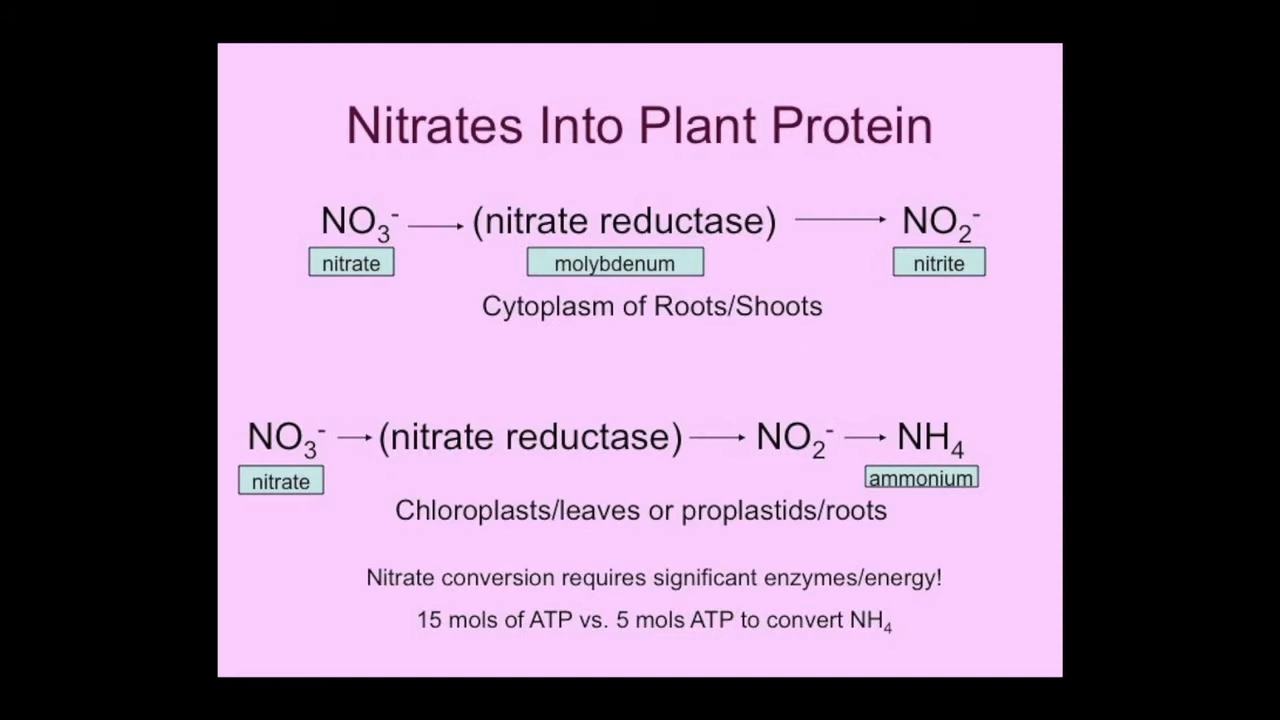 Nitrates Into Plant Protein
NO₃⁻ → (nitrate reductase) → NO₂⁻
nitrate molybdenum nitrite
Cytoplasm of Roots/Shoots
NO₃⁻ → (nitrate reductase) → NO₂⁻ → NH₄
nitrate ammonium
Chloroplasts/leaves or proplastids/roots
Nitrate conversion requires significant enzymes/energy!
15 mols of ATP vs. 5 mols ATP to convert NH₄